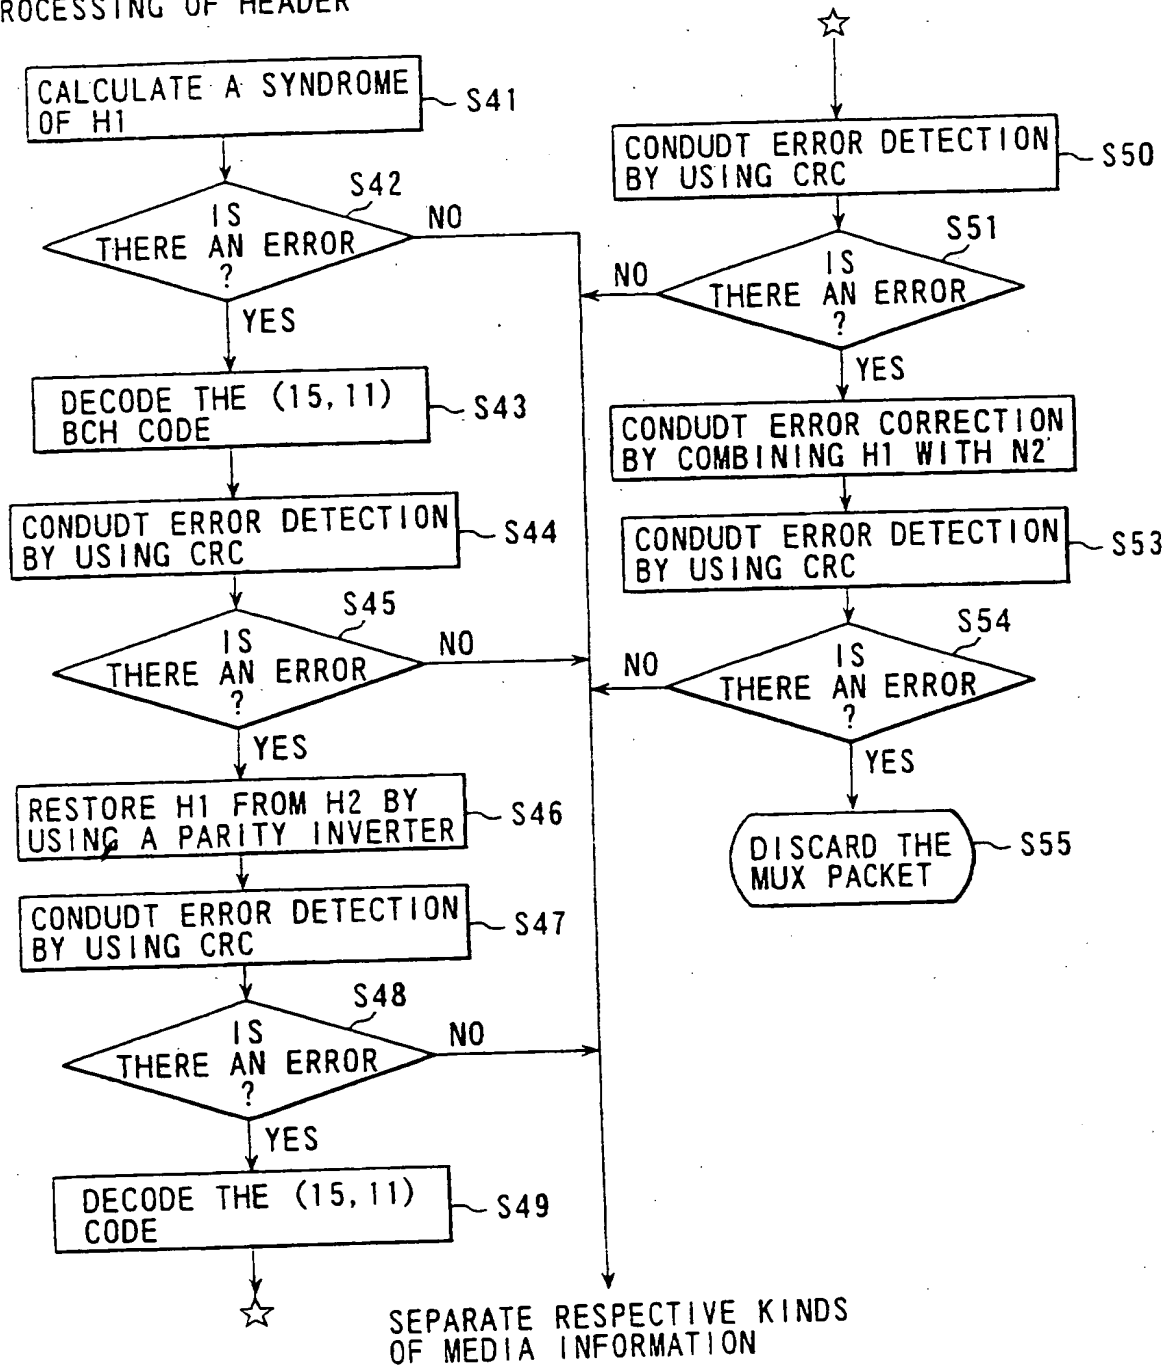 ROCESSING OF HEADER
CALCULATE A SYNDROME
OF H1
S41
S42
IS
THERE AN ERROR
?
NO
YES
DECODE THE (15,11)
BCH CODE
S43
CONDUDT ERROR DETECTION
BY USING CRC
S44
S45
IS
THERE AN ERROR
?
NO
YES
RESTORE H1 FROM H2 BY
USING A PARITY INVERTER
S46
CONDUDT ERROR DETECTION
BY USING CRC
S47
S48
IS
THERE AN ERROR
?
NO
YES
DECODE THE (15,11)
CODE
S49
CONDUDT ERROR DETECTION
BY USING CRC
S50
S51
IS
THERE AN ERROR
?
NO
YES
CONDUDT ERROR CORRECTION
BY COMBINING H1 WITH N2
CONDUDT ERROR DETECTION
BY USING CRC
S53
S54
IS
THERE AN ERROR
?
NO
YES
DISCARD THE
MUX PACKET
S55
SEPARATE RESPECTIVE KINDS
OF MEDIA INFORMATION